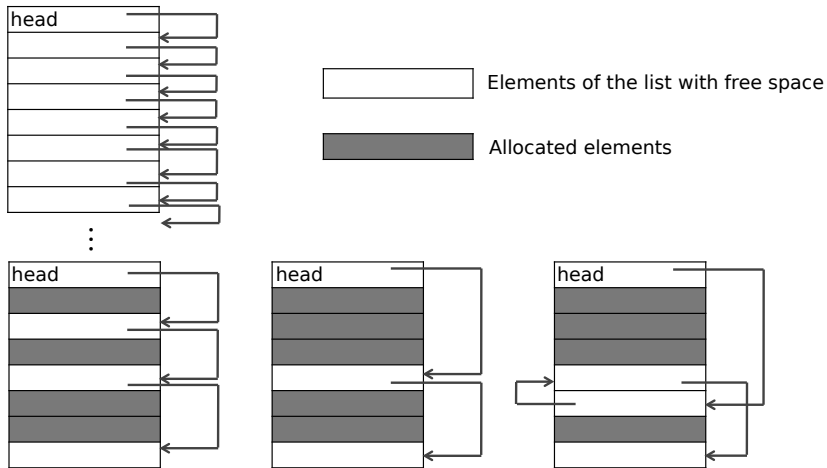 head
Elements of the list with free space
Allocated elements
head
head
head